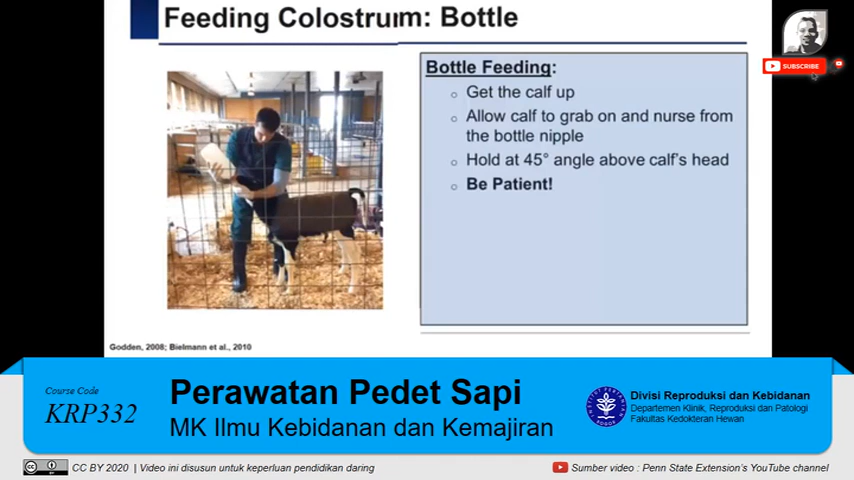 Feeding Colostrum: Bottle
SUBSCRIBE
Bottle Feeding:
Get the calf up
Allow calf to grab on and nurse from
the bottle nipple
Hold at 45° angle above calf's head
Be Patient!
Godden, 2008; Bielmann et al., 2010
Course Code
KRP332
Perawatan Pedet Sapi
MK Ilmu Kebidanan dan Kemajiran
INSTITUT PERTANIAN
BOGOR
Divisi Reproduksi dan Kebidanan
Departemen Klinik, Reproduksi dan Patologi
Fakultas Kedokteran Hewan
CC BY 2020 | Video ini disusun untuk keperluan pendidikan daring
Sumber video : Penn State Extension's YouTube channel